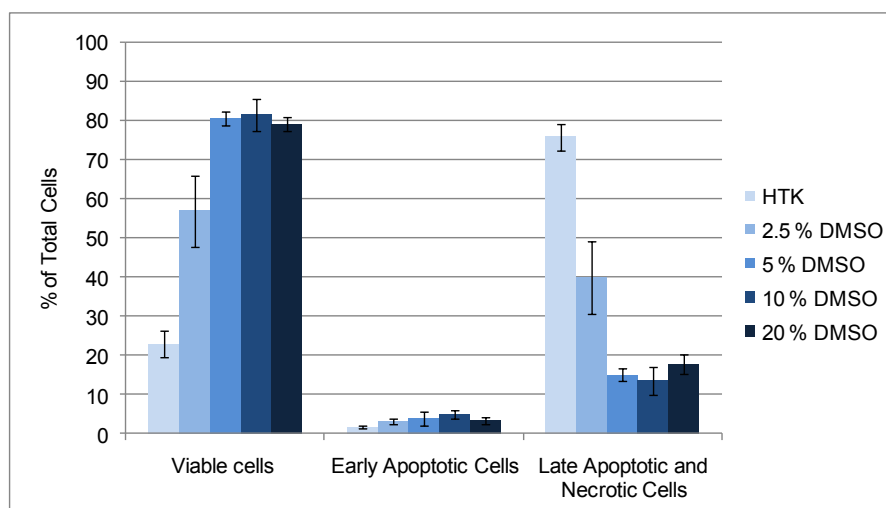 100
90
80
70
60
50
40
30
20
10
0
% of Total Cells
Viable cells
Early Apoptotic Cells
Late Apoptotic and
Necrotic Cells
HTK
2.5 % DMSO
5 % DMSO
10 % DMSO
20 % DMSO